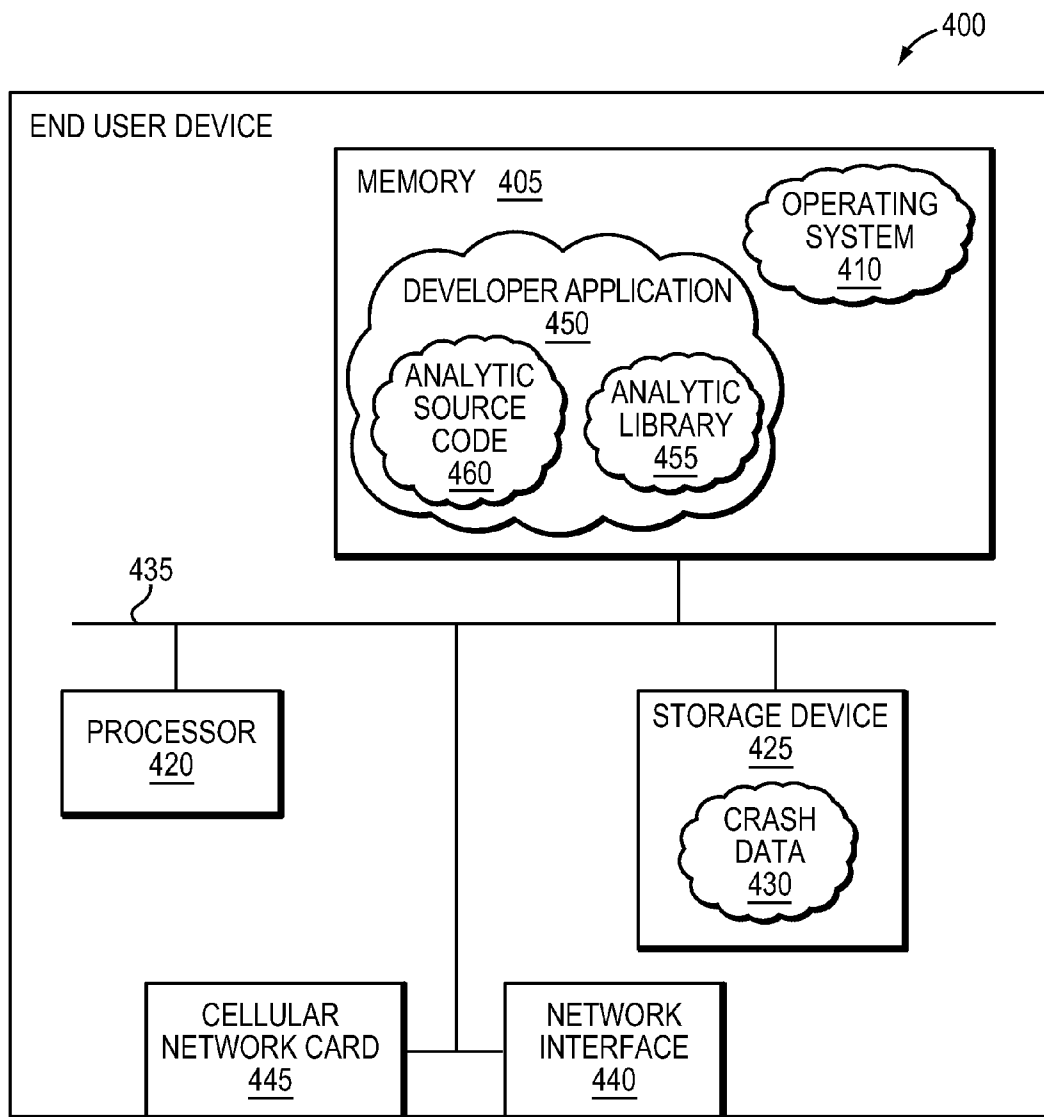 400
END USER DEVICE
MEMORY 405
OPERATING
SYSTEM
410
DEVELOPER APPLICATION
450
ANALYTIC
SOURCE
CODE
460
ANALYTIC
LIBRARY
455
435
PROCESSOR
420
STORAGE DEVICE
425
CRASH
DATA
430
CELLULAR
NETWORK CARD
445
NETWORK
INTERFACE
440